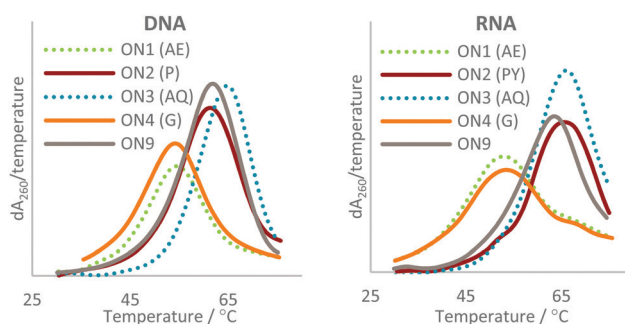 DNA
ON1 (AE)
ON2 (P)
ON3 (AQ)
ON4 (G)
ON9
dA260/temperature
25 45 65
Temperature / °C
RNA
ON1 (AE)
ON2 (PY)
ON3 (AQ)
ON4 (G)
ON9
dA260/temperature
25 45 65
Temperature / °C